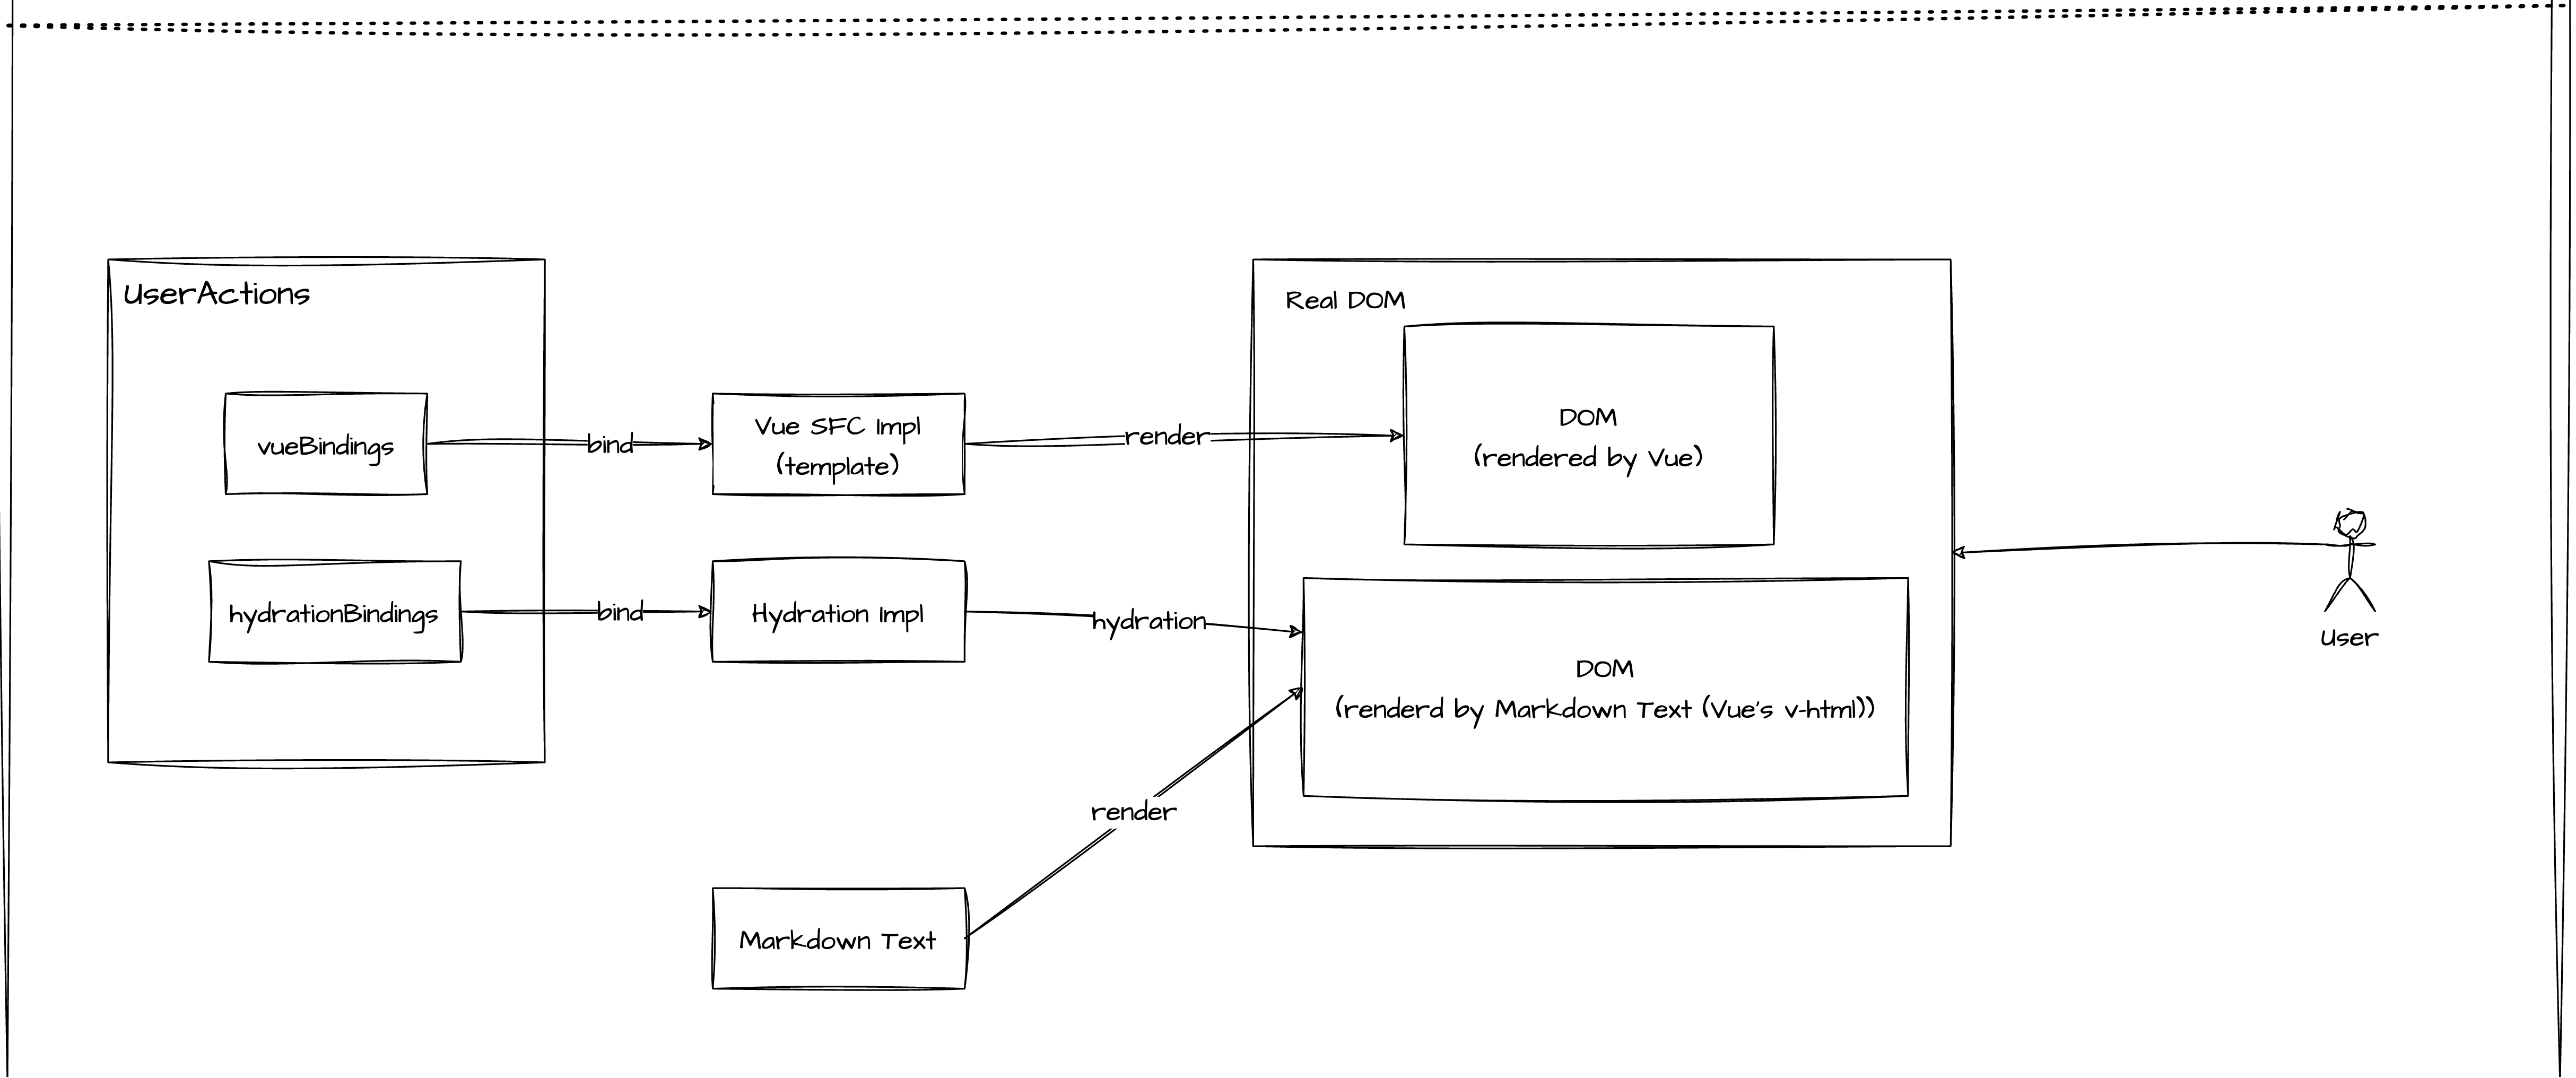 UserActions
vueBindings
bind
Vue SFC Impl
(template)
render
Real DOM
DOM
(rendered by Vue)
hydrationBindings
bind
Hydration Impl
hydration
DOM
(renderd by Markdown Text (Vue's v-html))
User
render
Markdown Text